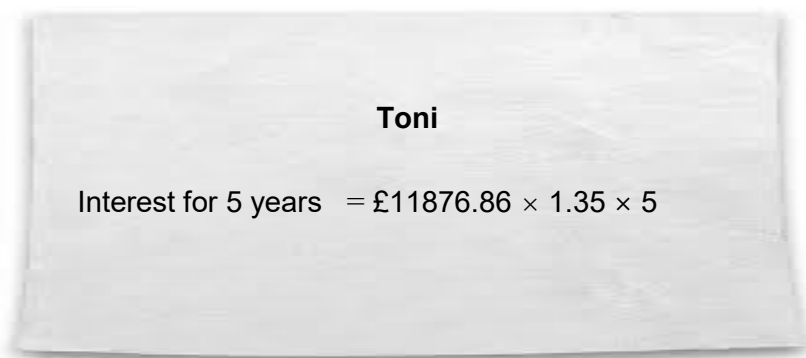 Toni
Interest for 5 years = £11876.86 × 1.35 × 5